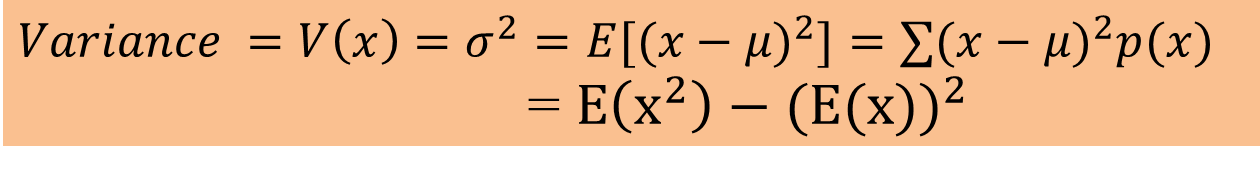 Variance = V(x) = σ² = E[(x − μ)²] = ∑(x − μ)²p(x)
= E(x²) − (E(x))²